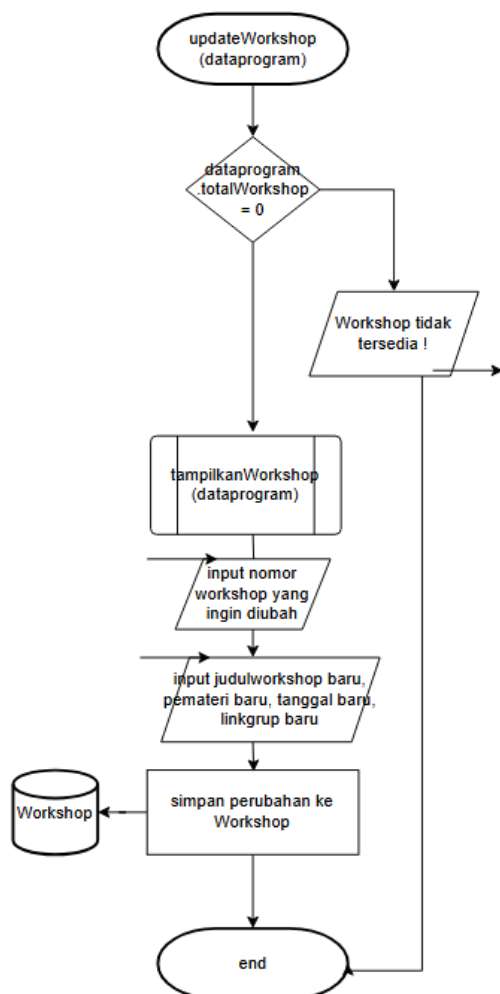 updateWorkshop
(dataprogram)
dataprogram
.totalWorkshop
= 0
Workshop tidak
tersedia !
tampilkanWorkshop
(dataprogram)
input nomor
workshop yang
ingin diubah
input judulworkshop baru,
pemateri baru, tanggal baru,
linkgrup baru
simpan perubahan ke
Workshop
Workshop
end